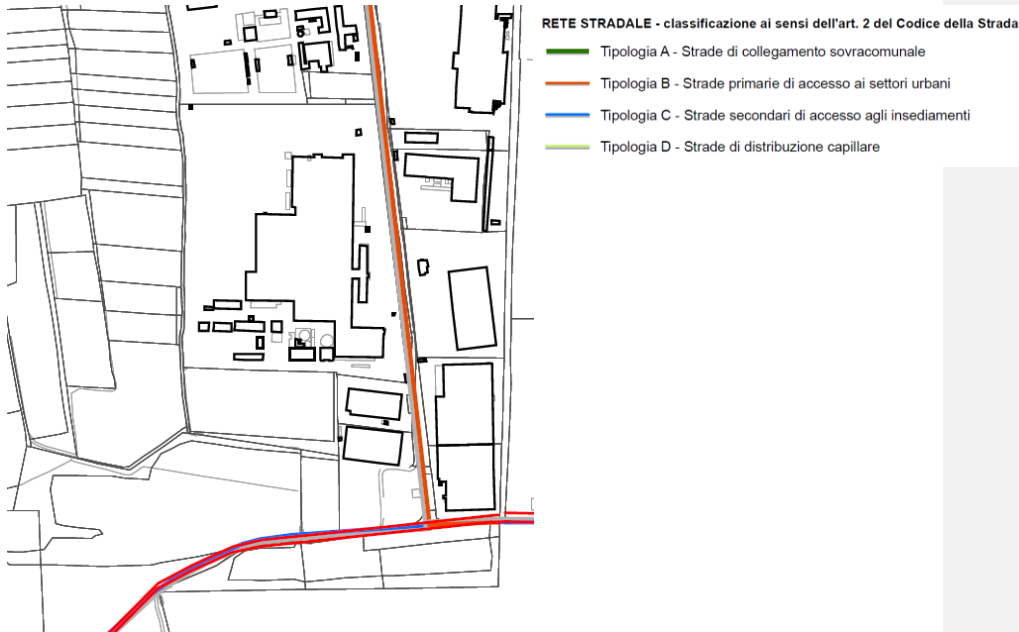 RETE STRADALE - classificazione ai sensi dell'art. 2 del Codice della Strada
Tipologia A - Strade di collegamento sovracomunale
Tipologia B - Strade primarie di accesso ai settori urbani
Tipologia C - Strade secondari di accesso agli insediamenti
Tipologia D - Strade di distribuzione capillare